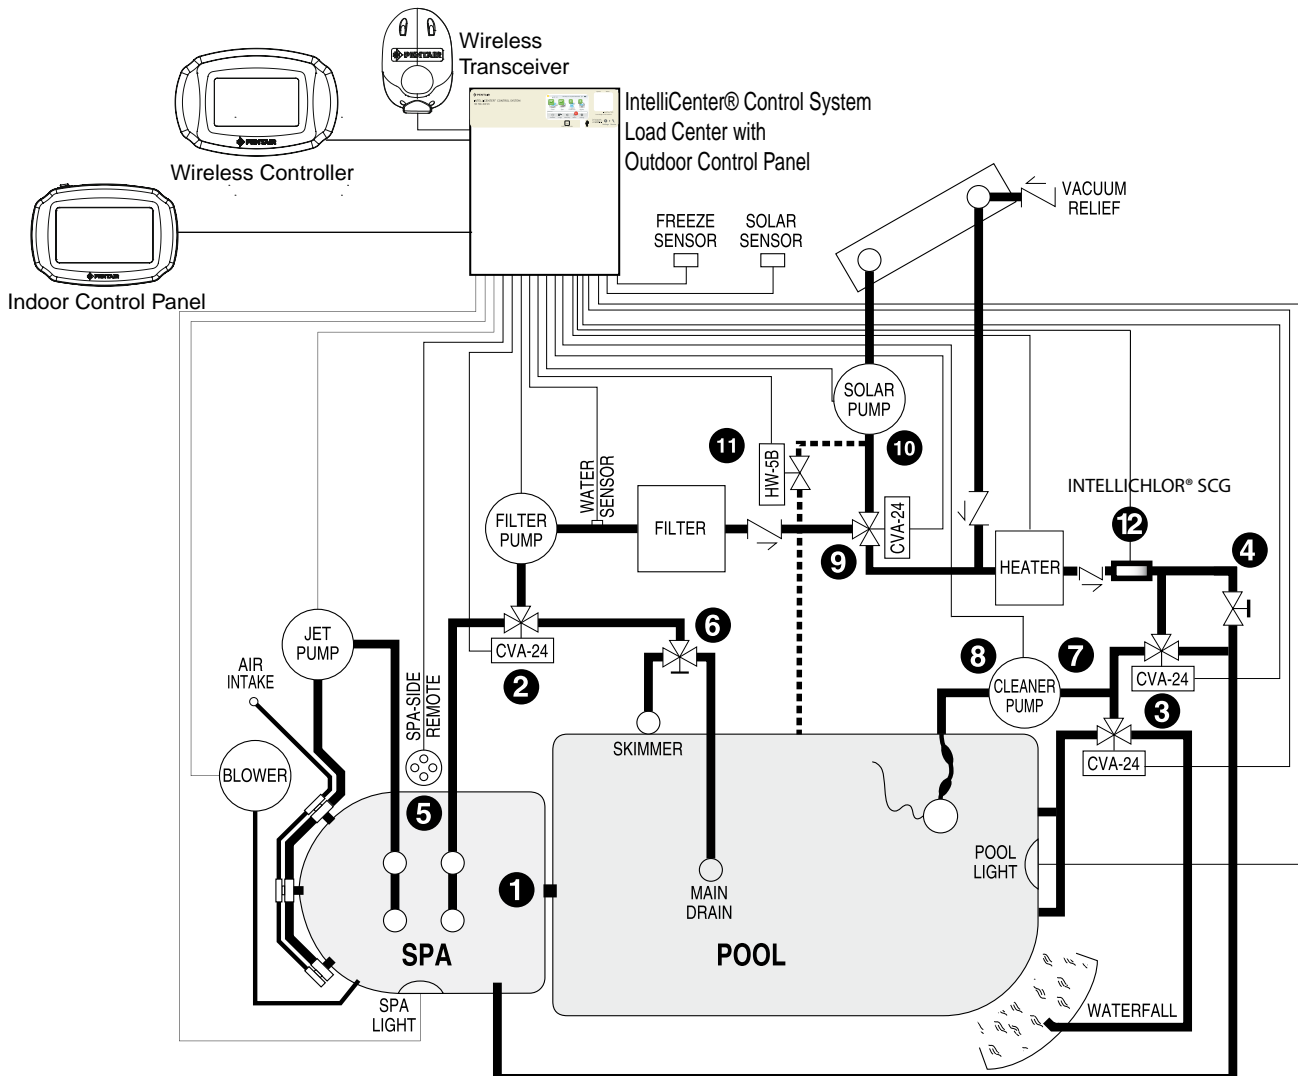 Wireless
Transceiver
PENTAIR
IntelliCenter® Control System
Load Center with
Outdoor Control Panel
PENTAIR
Wireless Controller
PENTAIR
Indoor Control Panel
FREEZE
SENSOR
SOLAR
SENSOR
VACUUM
RELIEF
SOLAR
PUMP
10
11
HW-5B
WATER
SENSOR
INTELLICHLOR® SCG
12
FILTER
PUMP
FILTER
CVA-24
9
HEATER
4
JET
PUMP
CVA-24
2
6
8
7
CLEANER
PUMP
CVA-24
3
CVA-24
AIR
INTAKE
SPA-SIDE
REMOTE
SKIMMER
BLOWER
5
1
MAIN
DRAIN
POOL
LIGHT
SPA
POOL
SPA
LIGHT
WATERFALL